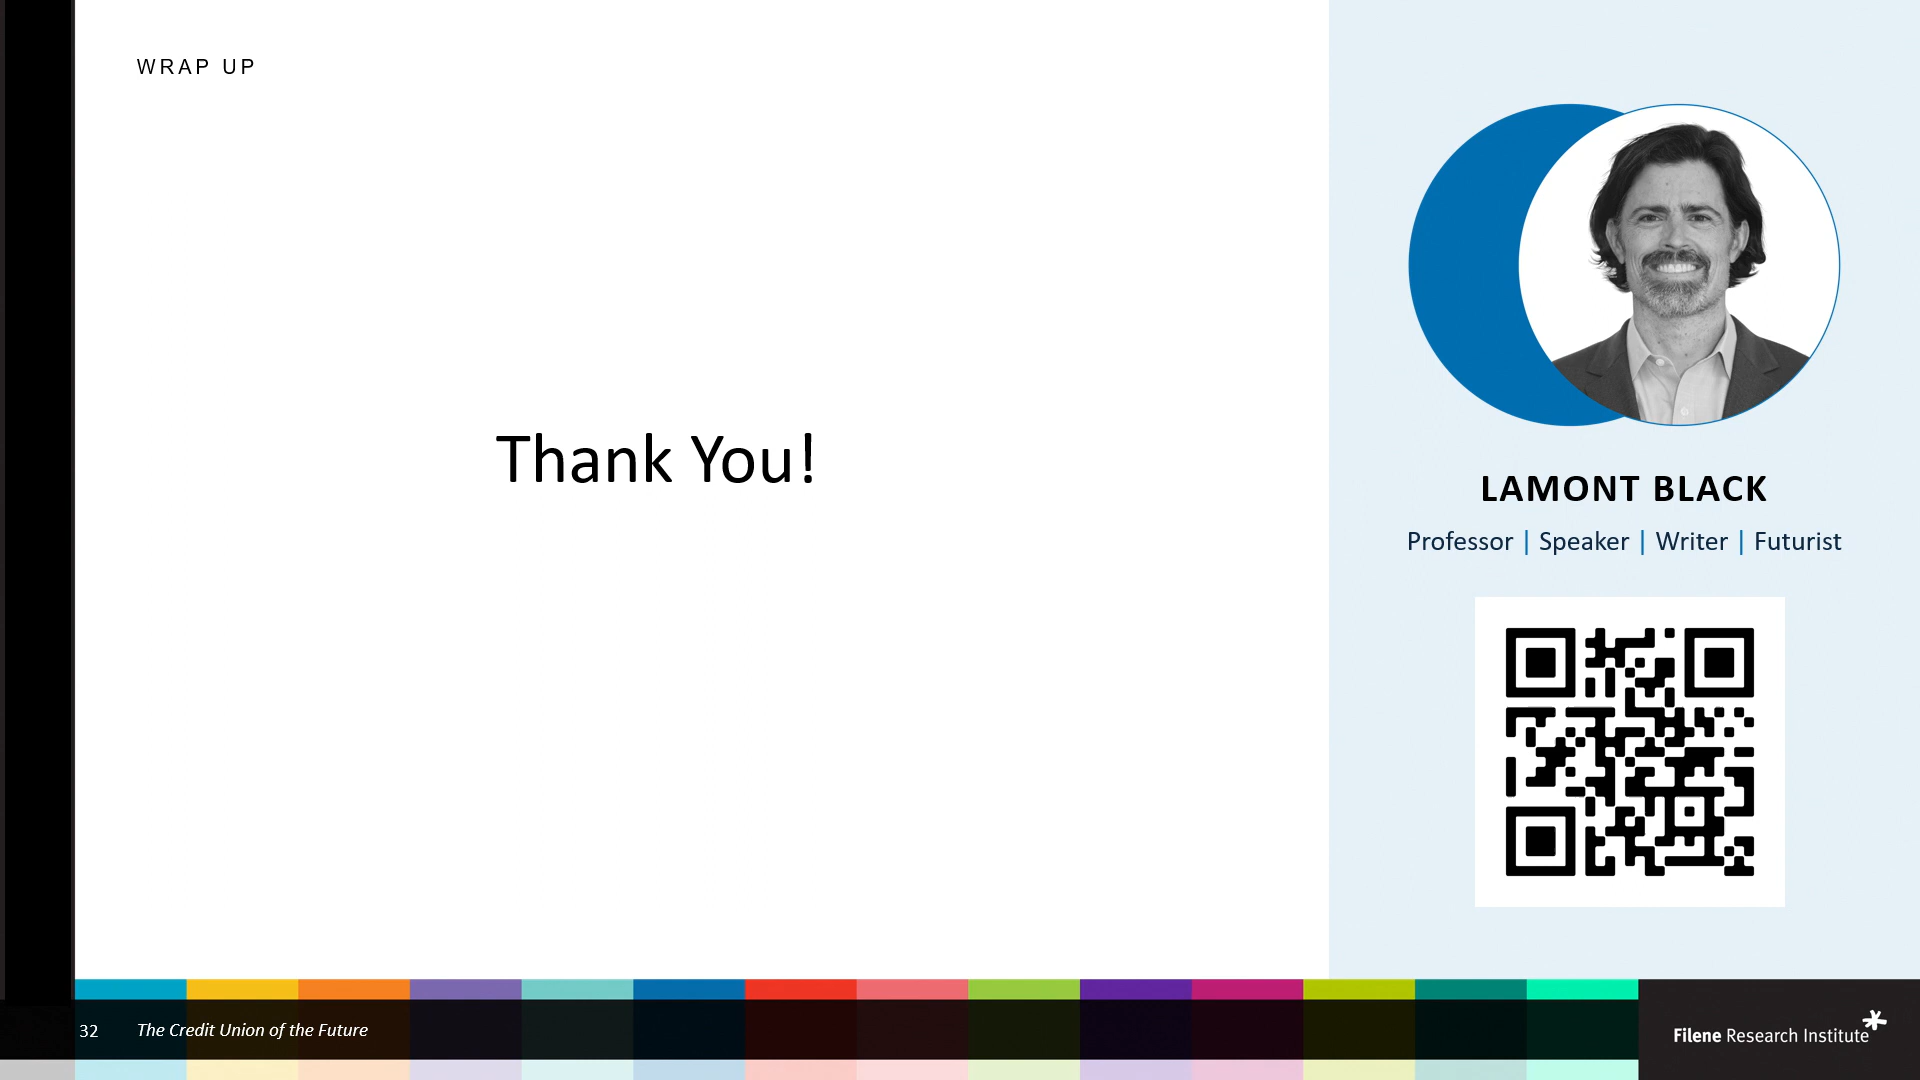 WRAP UP
Thank You!
LAMONT BLACK
Professor | Speaker | Writer | Futurist
32 The Credit Union of the Future
Filene Research Institute